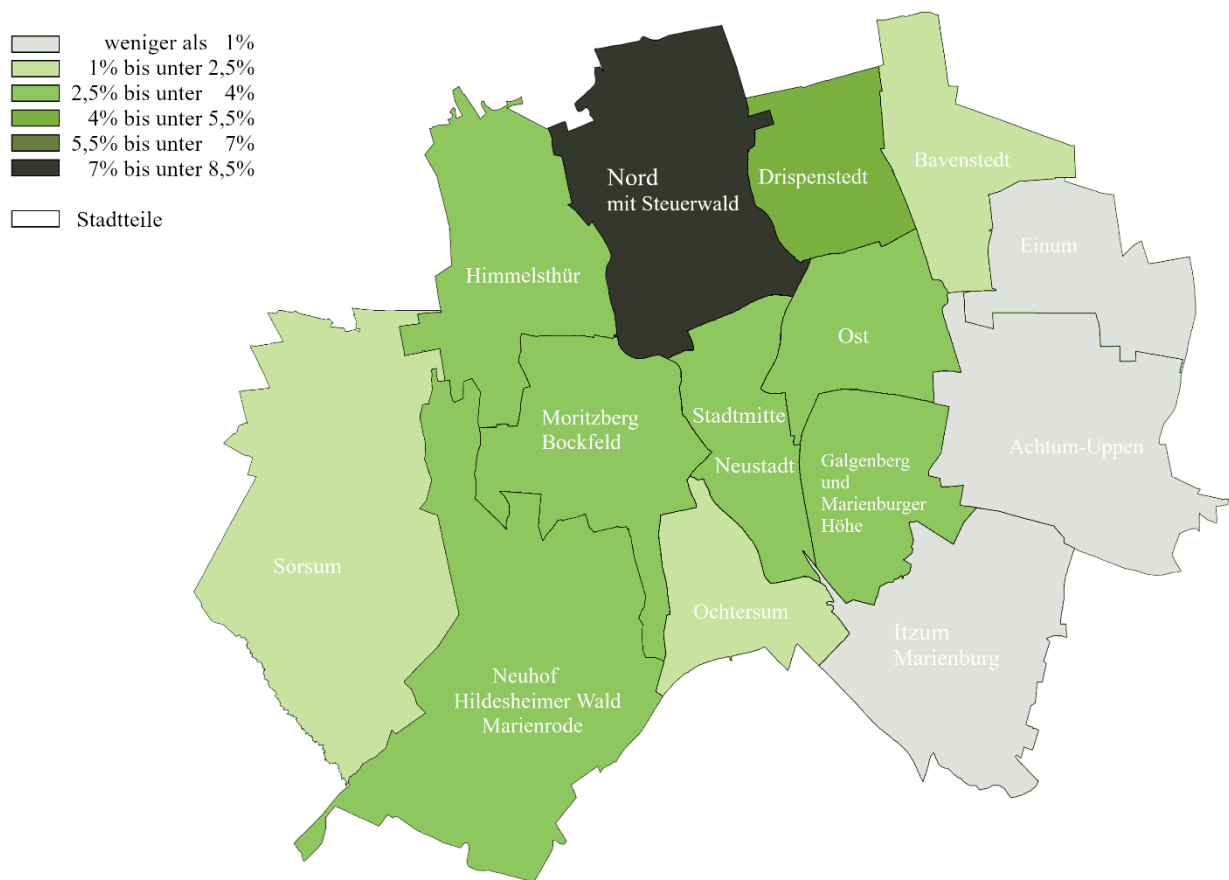 weniger als 1%
1% bis unter 2,5%
2,5% bis unter 4%
4% bis unter 5,5%
5,5% bis unter 7%
7% bis unter 8,5%
Stadtteile
Nord
mit Steuerwald
Drispenstedt
Bavenstedt
Einum
Himmelsthür
Ost
Moritzberg
Bockfeld
Stadtmitte
Neustadt
Galgenberg
und
Marienburger
Höhe
Achtum-Uppen
Sorsum
Ochtersum
Itzum
Marienburg
Neuhof
Hildesheimer Wald
Marienrode